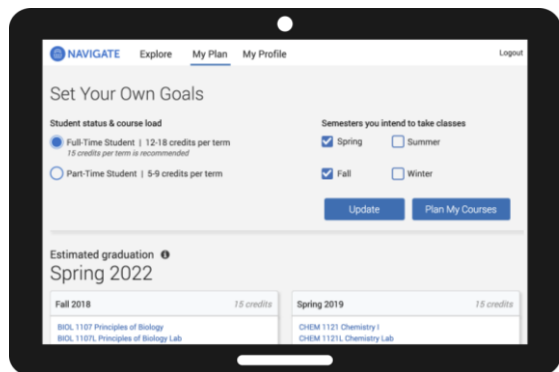 NAVIGATE Explore My Plan My Profile Logout
Set Your Own Goals
Student status & course load
Full-Time Student | 12-18 credits per term
15 credits per term is recommended
Part-Time Student | 5-9 credits per term
Semesters you intend to take classes
Spring Summer
Fall Winter
Update Plan My Courses
Estimated graduation
Spring 2022
Fall 2018 15 credits
BIOL 1107 Principles of Biology
BIOL 1107L Principles of Biology Lab
Spring 2019 15 credits
CHEM 1121 Chemistry I
CHEM 1121L Chemistry Lab